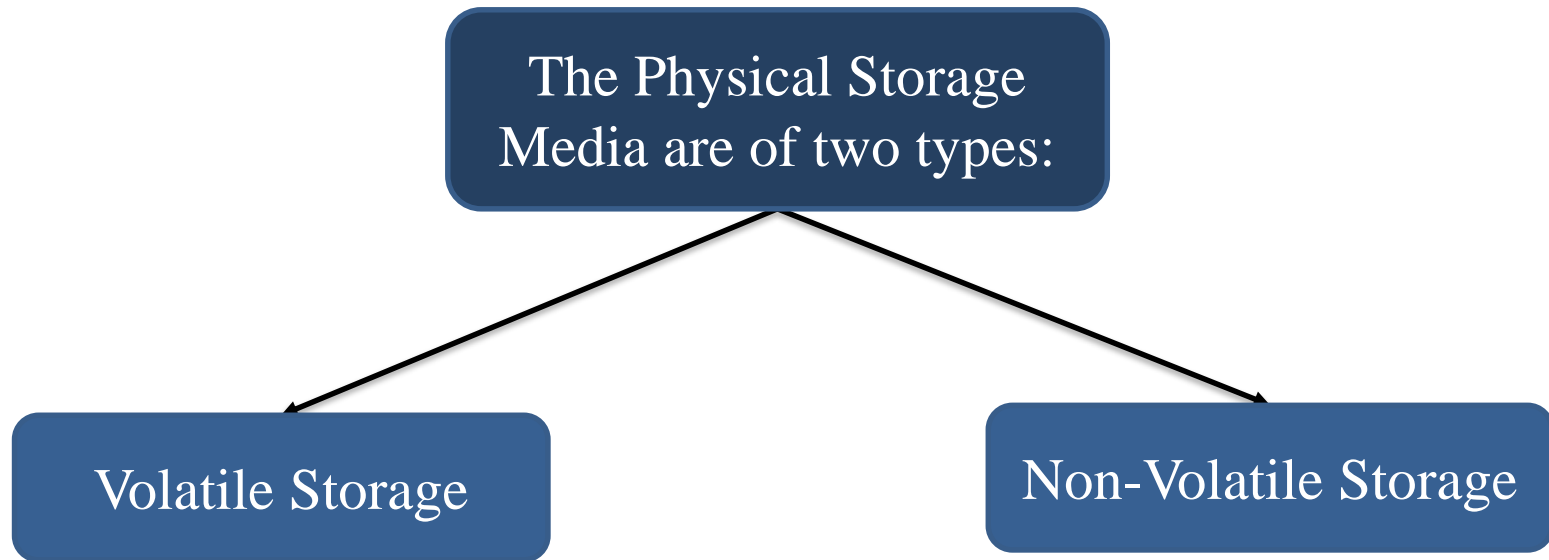 The Physical Storage
Media are of two types:
Volatile Storage
Non-Volatile Storage